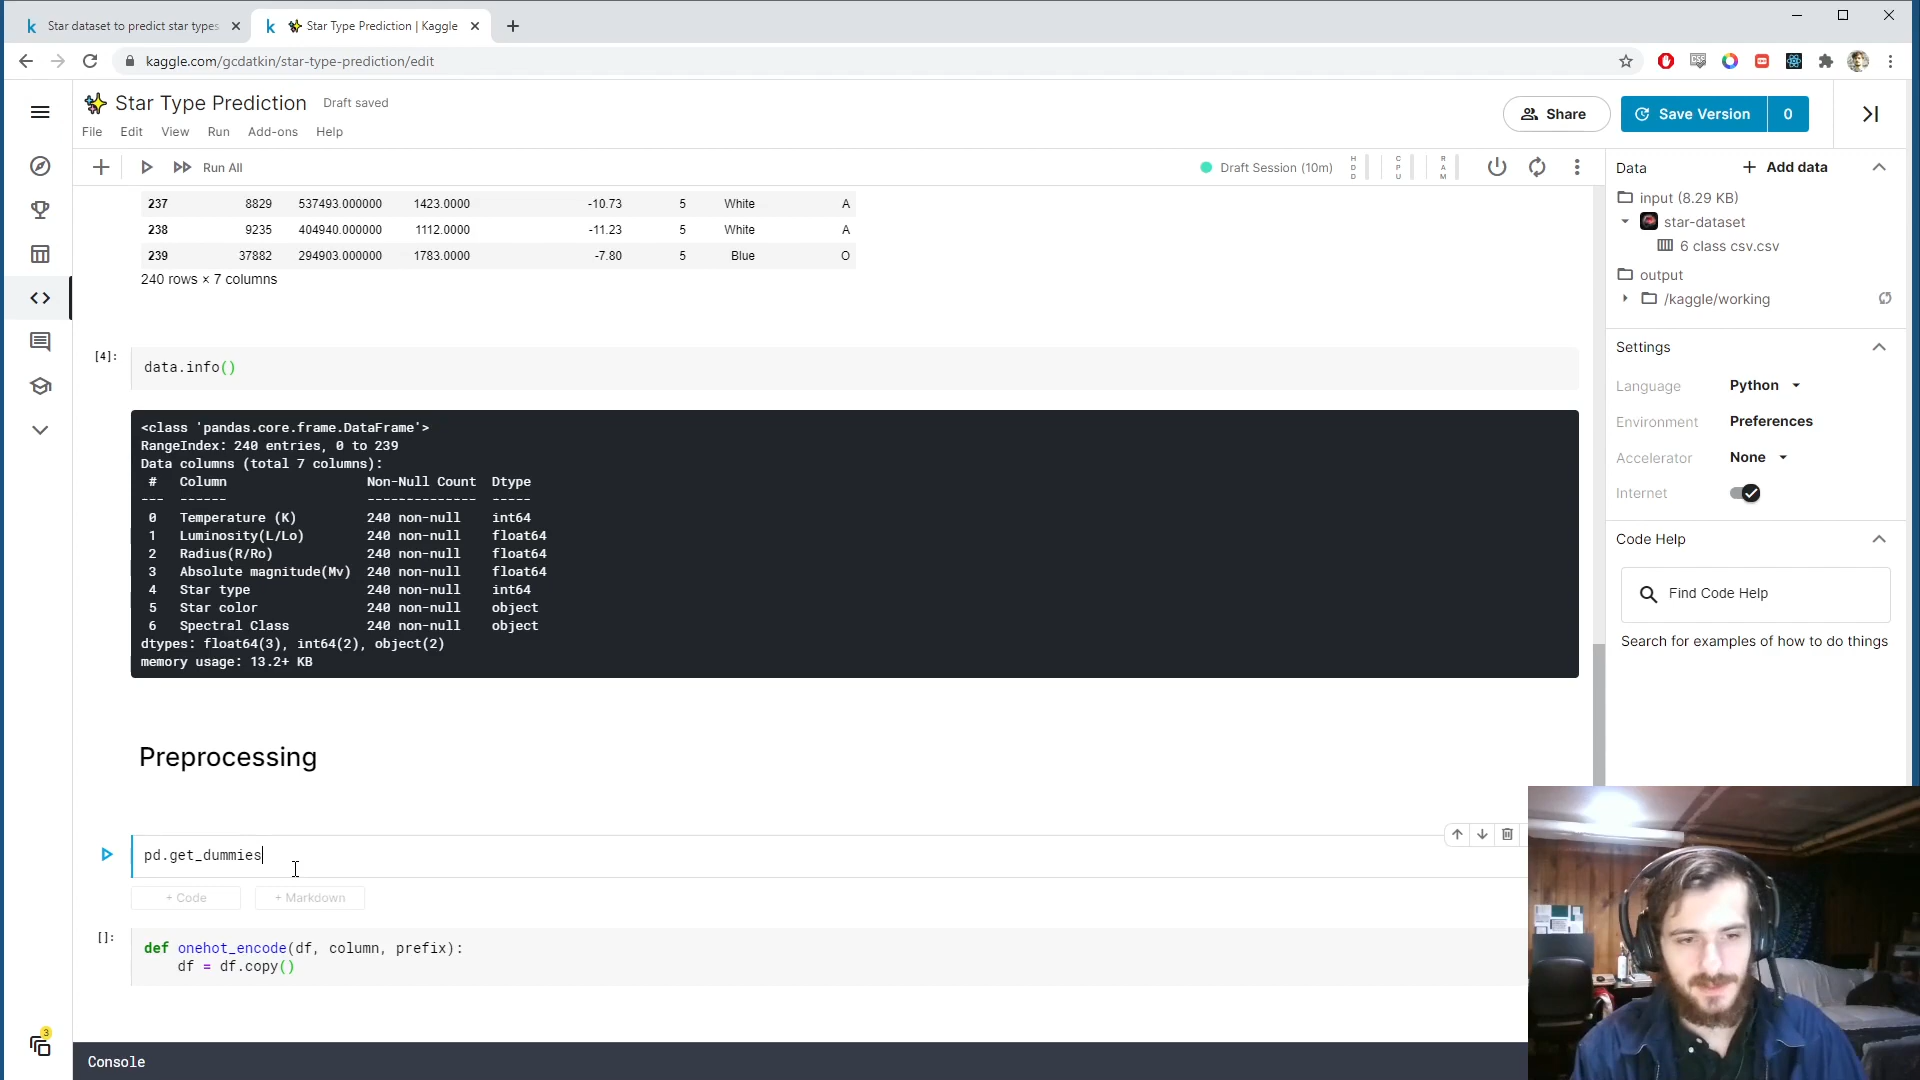 Star dataset to predict star types
Star Type Prediction | Kaggle
kaggle.com/gcdatkin/star-type-prediction/edit
Star Type Prediction
Draft saved
File Edit View Run Add-ons Help
Share
Save Version
0
Run All
Draft Session (10m)
HDD
CPU
RAM
237 8829 537493.000000 1423.0000 -10.73 5 White A
238 9235 404940.000000 1112.0000 -11.23 5 White A
239 37882 294903.000000 1783.0000 -7.80 5 Blue O
240 rows × 7 columns
[4]:
data.info()
<class 'pandas.core.frame.DataFrame'>
RangeIndex: 240 entries, 0 to 239
Data columns (total 7 columns):
# Column Non-Null Count Dtype
--- ------ -------------- -----
0 Temperature (K) 240 non-null int64
1 Luminosity(L/Lo) 240 non-null float64
2 Radius(R/Ro) 240 non-null float64
3 Absolute magnitude(Mv) 240 non-null float64
4 Star type 240 non-null int64
5 Star color 240 non-null object
6 Spectral Class 240 non-null object
dtypes: float64(3), int64(2), object(2)
memory usage: 13.2+ KB
Preprocessing
pd.get_dummies
+ Code
+ Markdown
[]:
def onehot_encode(df, column, prefix):
df = df.copy()
3
Console
Data
+ Add data
input (8.29 KB)
star-dataset
6 class csv.csv
output
/kaggle/working
Settings
Language Python
Environment Preferences
Accelerator None
Internet
Code Help
Find Code Help
Search for examples of how to do things